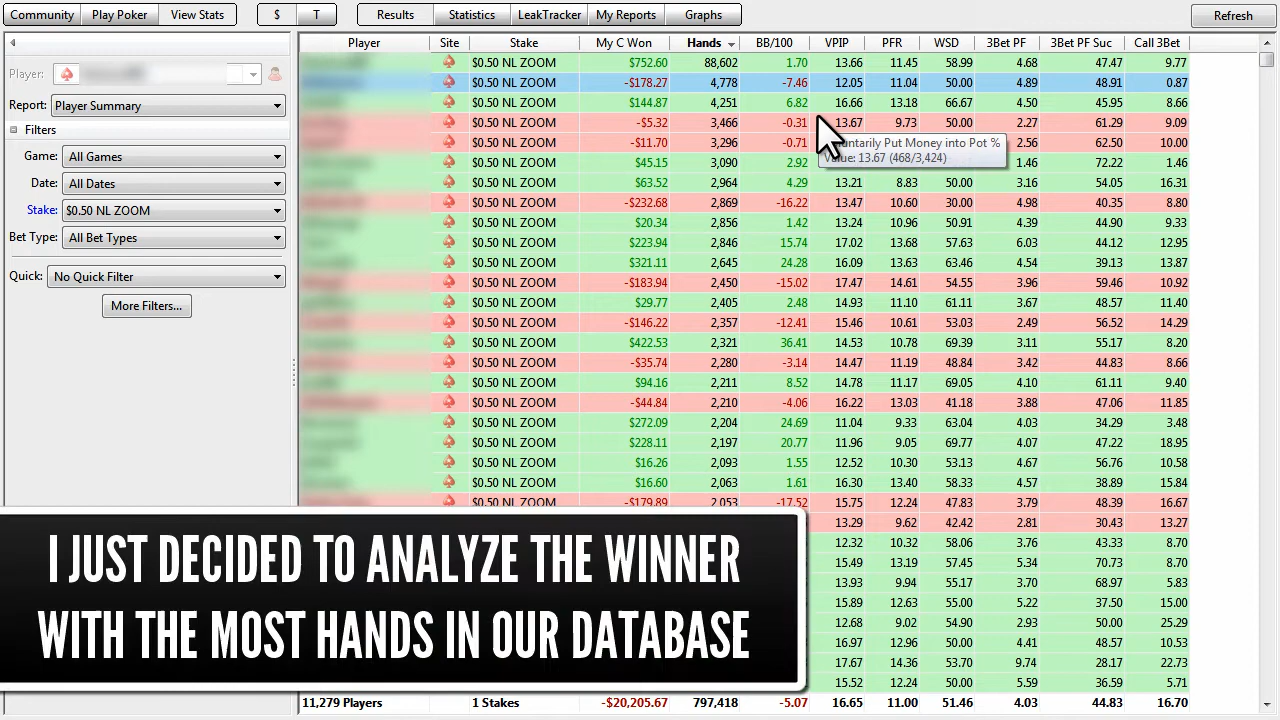 Community Play Poker View Stats $ T Results Statistics LeakTracker My Reports Graphs Refresh
Player Site Stake My C Won Hands BB/100 VPIP PFR WSD 3Bet PF 3Bet PF Suc Call 3Bet
Player:
Report: Player Summary
Filters
Game: All Games
Date: All Dates
Stake: $0.50 NL ZOOM
Bet Type: All Bet Types
Quick: No Quick Filter
More Filters...
$0.50 NL ZOOM $752.60 88,602 1.70 13.66 11.45 58.99 4.68 47.47 9.77
$0.50 NL ZOOM -$178.27 4,778 -7.46 12.05 11.04 50.00 4.89 48.91 0.87
$0.50 NL ZOOM $144.87 4,251 6.82 16.66 13.18 66.67 4.50 45.95 8.66
$0.50 NL ZOOM -$5.32 3,466 -0.31 13.67 9.73 50.00 2.27 61.29 9.09
$0.50 NL ZOOM -$11.70 3,296 -0.71 2.56 62.50 10.00
$0.50 NL ZOOM $45.15 3,090 2.92 1.46 72.22 1.46
untarily Put Money into Pot %
Value: 13.67 (468/3,424)
$0.50 NL ZOOM $63.52 2,964 4.29 13.21 8.83 50.00 3.16 54.05 16.31
$0.50 NL ZOOM -$232.68 2,869 -16.22 13.47 10.60 30.00 4.98 40.35 8.80
$0.50 NL ZOOM $20.34 2,856 1.42 13.24 10.96 50.91 4.39 44.90 9.33
$0.50 NL ZOOM $223.94 2,846 15.74 17.02 13.68 57.63 6.03 44.12 12.95
$0.50 NL ZOOM $321.11 2,645 24.28 16.09 13.63 63.46 4.54 39.13 13.87
$0.50 NL ZOOM -$183.94 2,450 -15.02 17.47 14.61 54.55 3.96 59.46 10.92
$0.50 NL ZOOM $29.77 2,405 2.48 14.93 11.10 61.11 3.67 48.57 11.40
$0.50 NL ZOOM -$146.22 2,357 -12.41 15.46 10.61 53.03 2.49 56.52 14.29
$0.50 NL ZOOM $422.53 2,321 36.41 14.53 10.78 69.39 3.11 55.17 8.20
$0.50 NL ZOOM -$35.74 2,280 -3.14 14.47 11.19 48.84 3.42 44.83 8.66
$0.50 NL ZOOM $94.16 2,211 8.52 14.78 11.17 69.05 4.10 61.11 9.40
$0.50 NL ZOOM -$44.84 2,210 -4.06 16.22 13.03 41.18 3.88 47.06 11.85
$0.50 NL ZOOM $272.09 2,204 24.69 11.04 9.33 63.04 4.03 34.29 3.48
$0.50 NL ZOOM $228.11 2,197 20.77 11.96 9.05 69.77 4.07 47.22 18.95
$0.50 NL ZOOM $16.26 2,093 1.55 12.52 10.30 53.13 4.67 56.76 10.58
$0.50 NL ZOOM $16.60 2,063 1.61 16.30 13.40 58.33 4.57 38.89 15.84
$0.50 NL ZOOM -$179.89 2,053 -17.52 15.75 12.24 47.83 3.79 48.39 16.67
13.29 9.62 42.42 2.81 30.43 13.27
12.32 10.32 58.06 3.76 43.33 8.70
15.49 13.19 57.45 5.34 70.73 8.70
13.93 9.94 55.17 3.70 68.97 5.83
15.89 12.63 55.00 5.22 37.50 15.00
12.68 9.02 54.90 2.93 50.00 25.29
16.97 12.96 50.00 4.41 48.57 10.53
17.67 14.36 53.70 9.74 28.17 22.73
15.52 12.24 50.00 5.59 36.59 5.71
I JUST DECIDED TO ANALYZE THE WINNER
WITH THE MOST HANDS IN OUR DATABASE
11,279 Players 1 Stakes -$20,205.67 797,418 -5.07 16.65 11.00 51.46 4.03 44.83 16.70